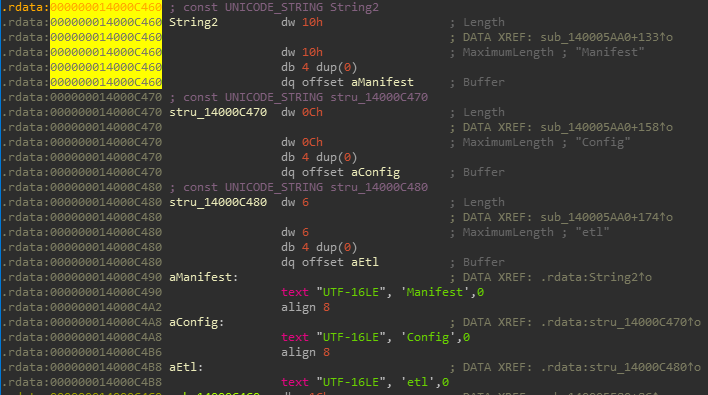 .rdata:000000014000C460 ; const UNICODE_STRING String2
.rdata:000000014000C460 String2 dw 10h ; Length
.rdata:000000014000C460 ; DATA XREF: sub_140005AA0+133↑o
.rdata:000000014000C460 dw 10h ; MaximumLength ; "Manifest"
.rdata:000000014000C460 db 4 dup(0)
.rdata:000000014000C460 dq offset aManifest ; Buffer
.rdata:000000014000C470 ; const UNICODE_STRING stru_14000C470
.rdata:000000014000C470 stru_14000C470 dw 0Ch ; Length
.rdata:000000014000C470 ; DATA XREF: sub_140005AA0+158↑o
.rdata:000000014000C470 dw 0Ch ; MaximumLength ; "Config"
.rdata:000000014000C470 db 4 dup(0)
.rdata:000000014000C470 dq offset aConfig ; Buffer
.rdata:000000014000C480 ; const UNICODE_STRING stru_14000C480
.rdata:000000014000C480 stru_14000C480 dw 6 ; Length
.rdata:000000014000C480 ; DATA XREF: sub_140005AA0+174↑o
.rdata:000000014000C480 dw 6 ; MaximumLength ; "etl"
.rdata:000000014000C480 db 4 dup(0)
.rdata:000000014000C480 dq offset aEtl ; Buffer
.rdata:000000014000C490 aManifest: ; DATA XREF: .rdata:String2↑o
.rdata:000000014000C490 text "UTF-16LE", 'Manifest',0
.rdata:000000014000C4A2 align 8
.rdata:000000014000C4A8 aConfig: ; DATA XREF: .rdata:stru_14000C470↑o
.rdata:000000014000C4A8 text "UTF-16LE", 'Config',0
.rdata:000000014000C4B6 align 8
.rdata:000000014000C4B8 aEtl: ; DATA XREF: .rdata:stru_14000C480↑o
.rdata:000000014000C4B8 text "UTF-16LE", 'etl',0